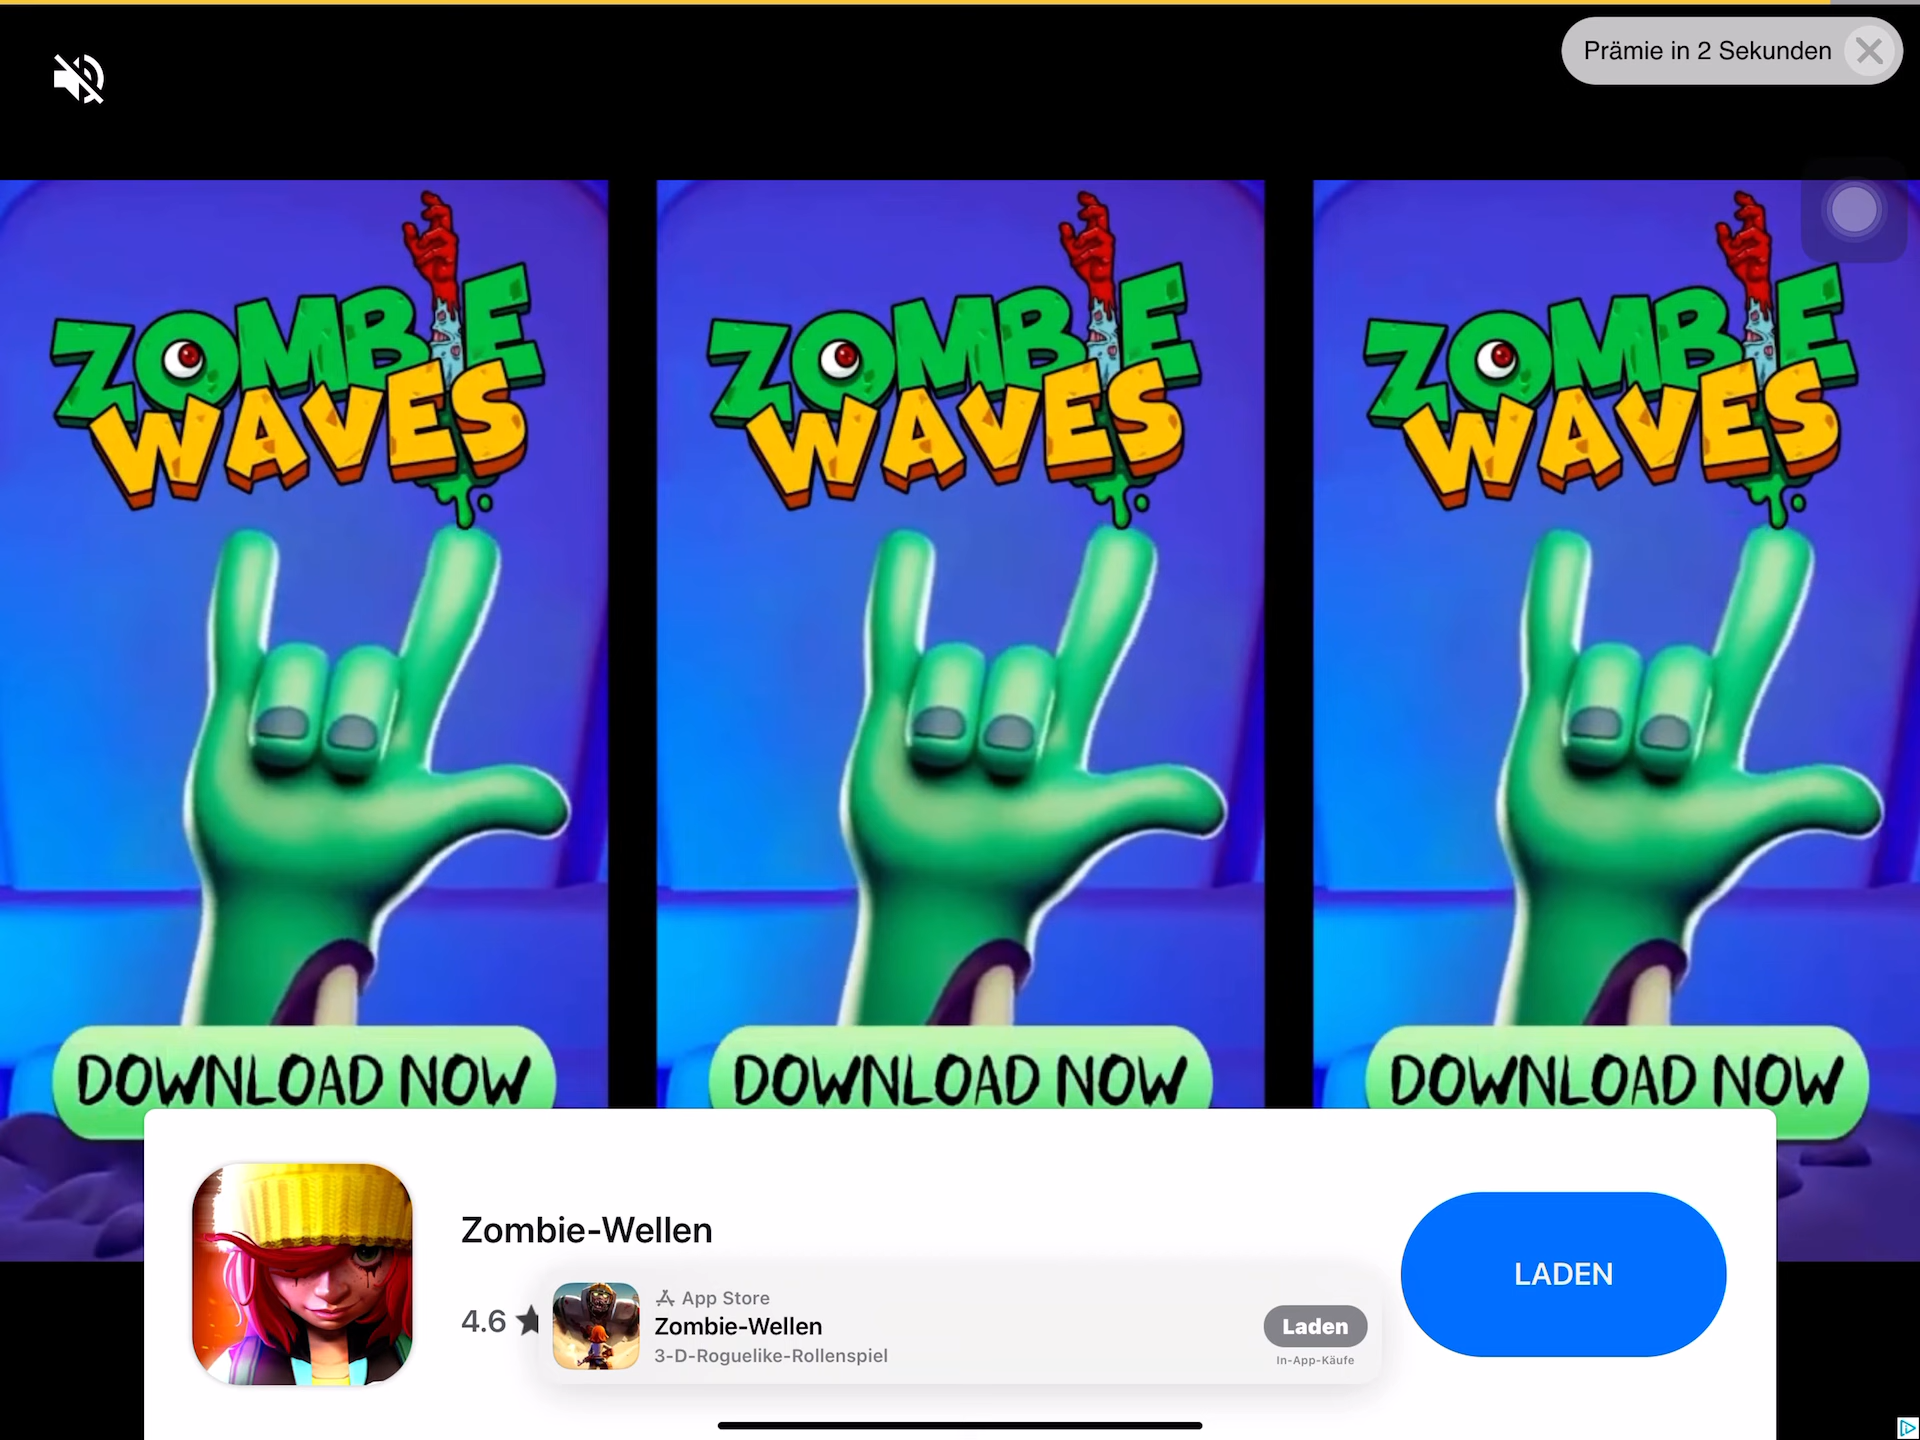 Prämie in 2 Sekunden
ZOMBIE
WAVES
ZOMBIE
WAVES
ZOMBIE
WAVES
DOWNLOAD NOW
DOWNLOAD NOW
DOWNLOAD NOW
Zombie-Wellen
4.6 ★
App Store
Zombie-Wellen
3-D-Roguelike-Rollenspiel
Laden
In-App-Käufe
LADEN